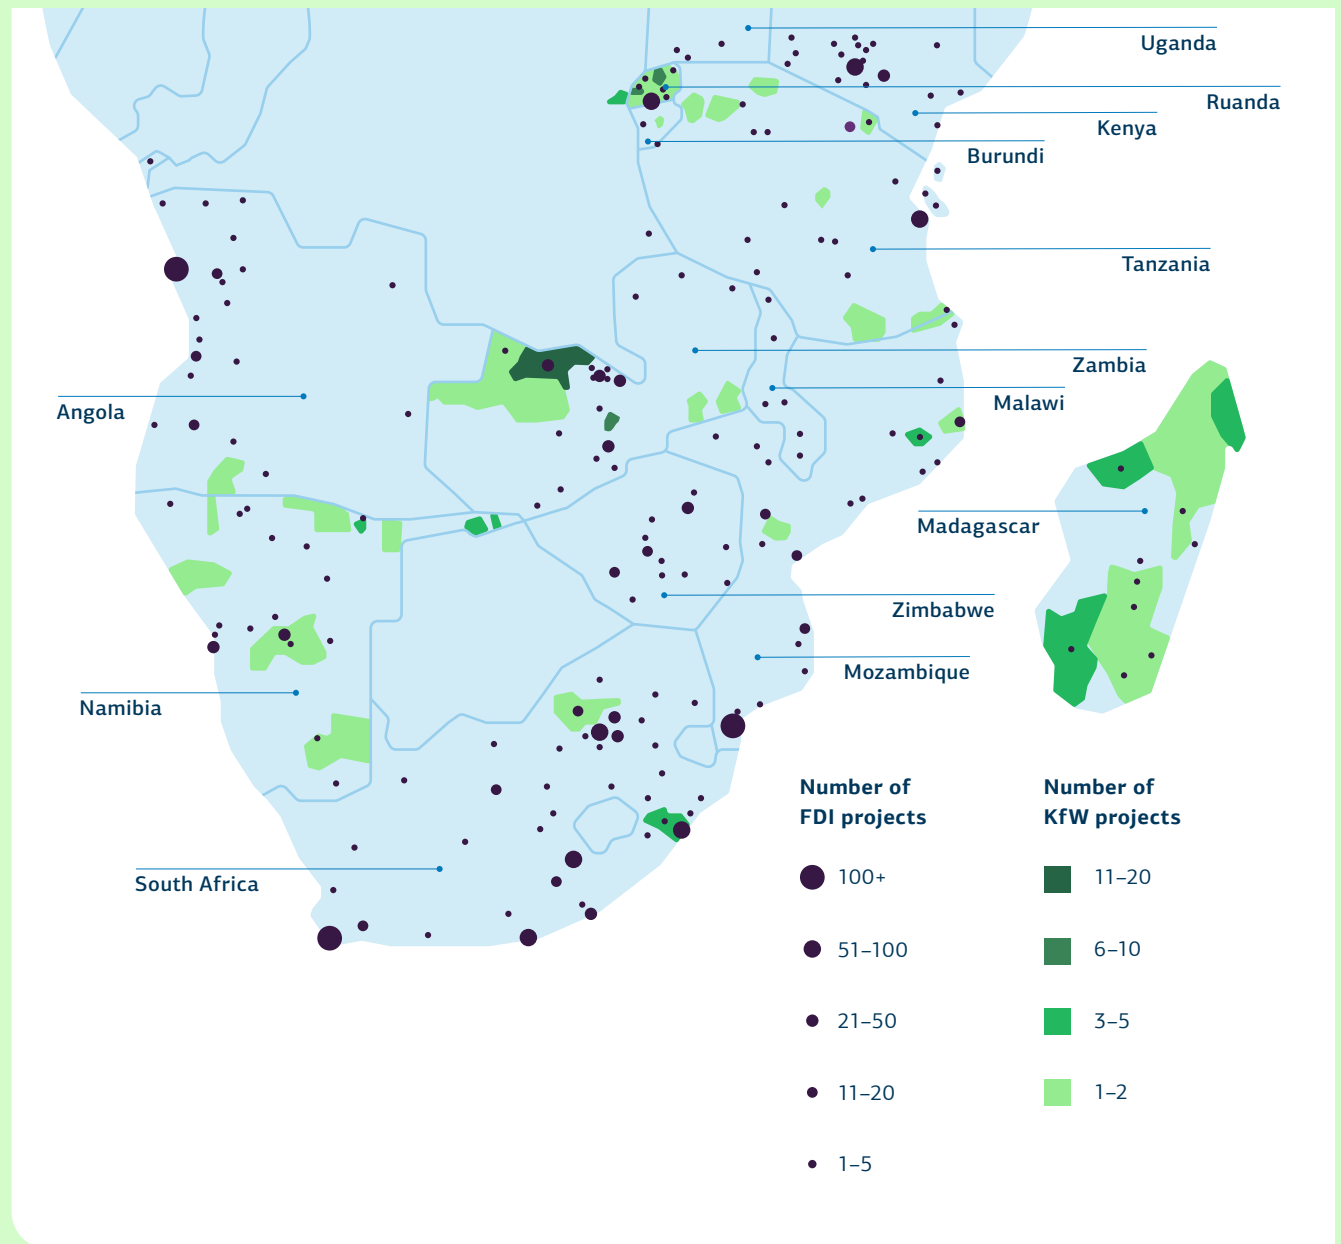 Uganda
Ruanda
Kenya
Burundi
Tanzania
Zambia
Malawi
Angola
Madagascar
Zimbabwe
Mozambique
Namibia
South Africa
Number of
FDI projects
100+
51–100
21–50
11–20
1–5
Number of
KfW projects
11–20
6–10
3–5
1–2